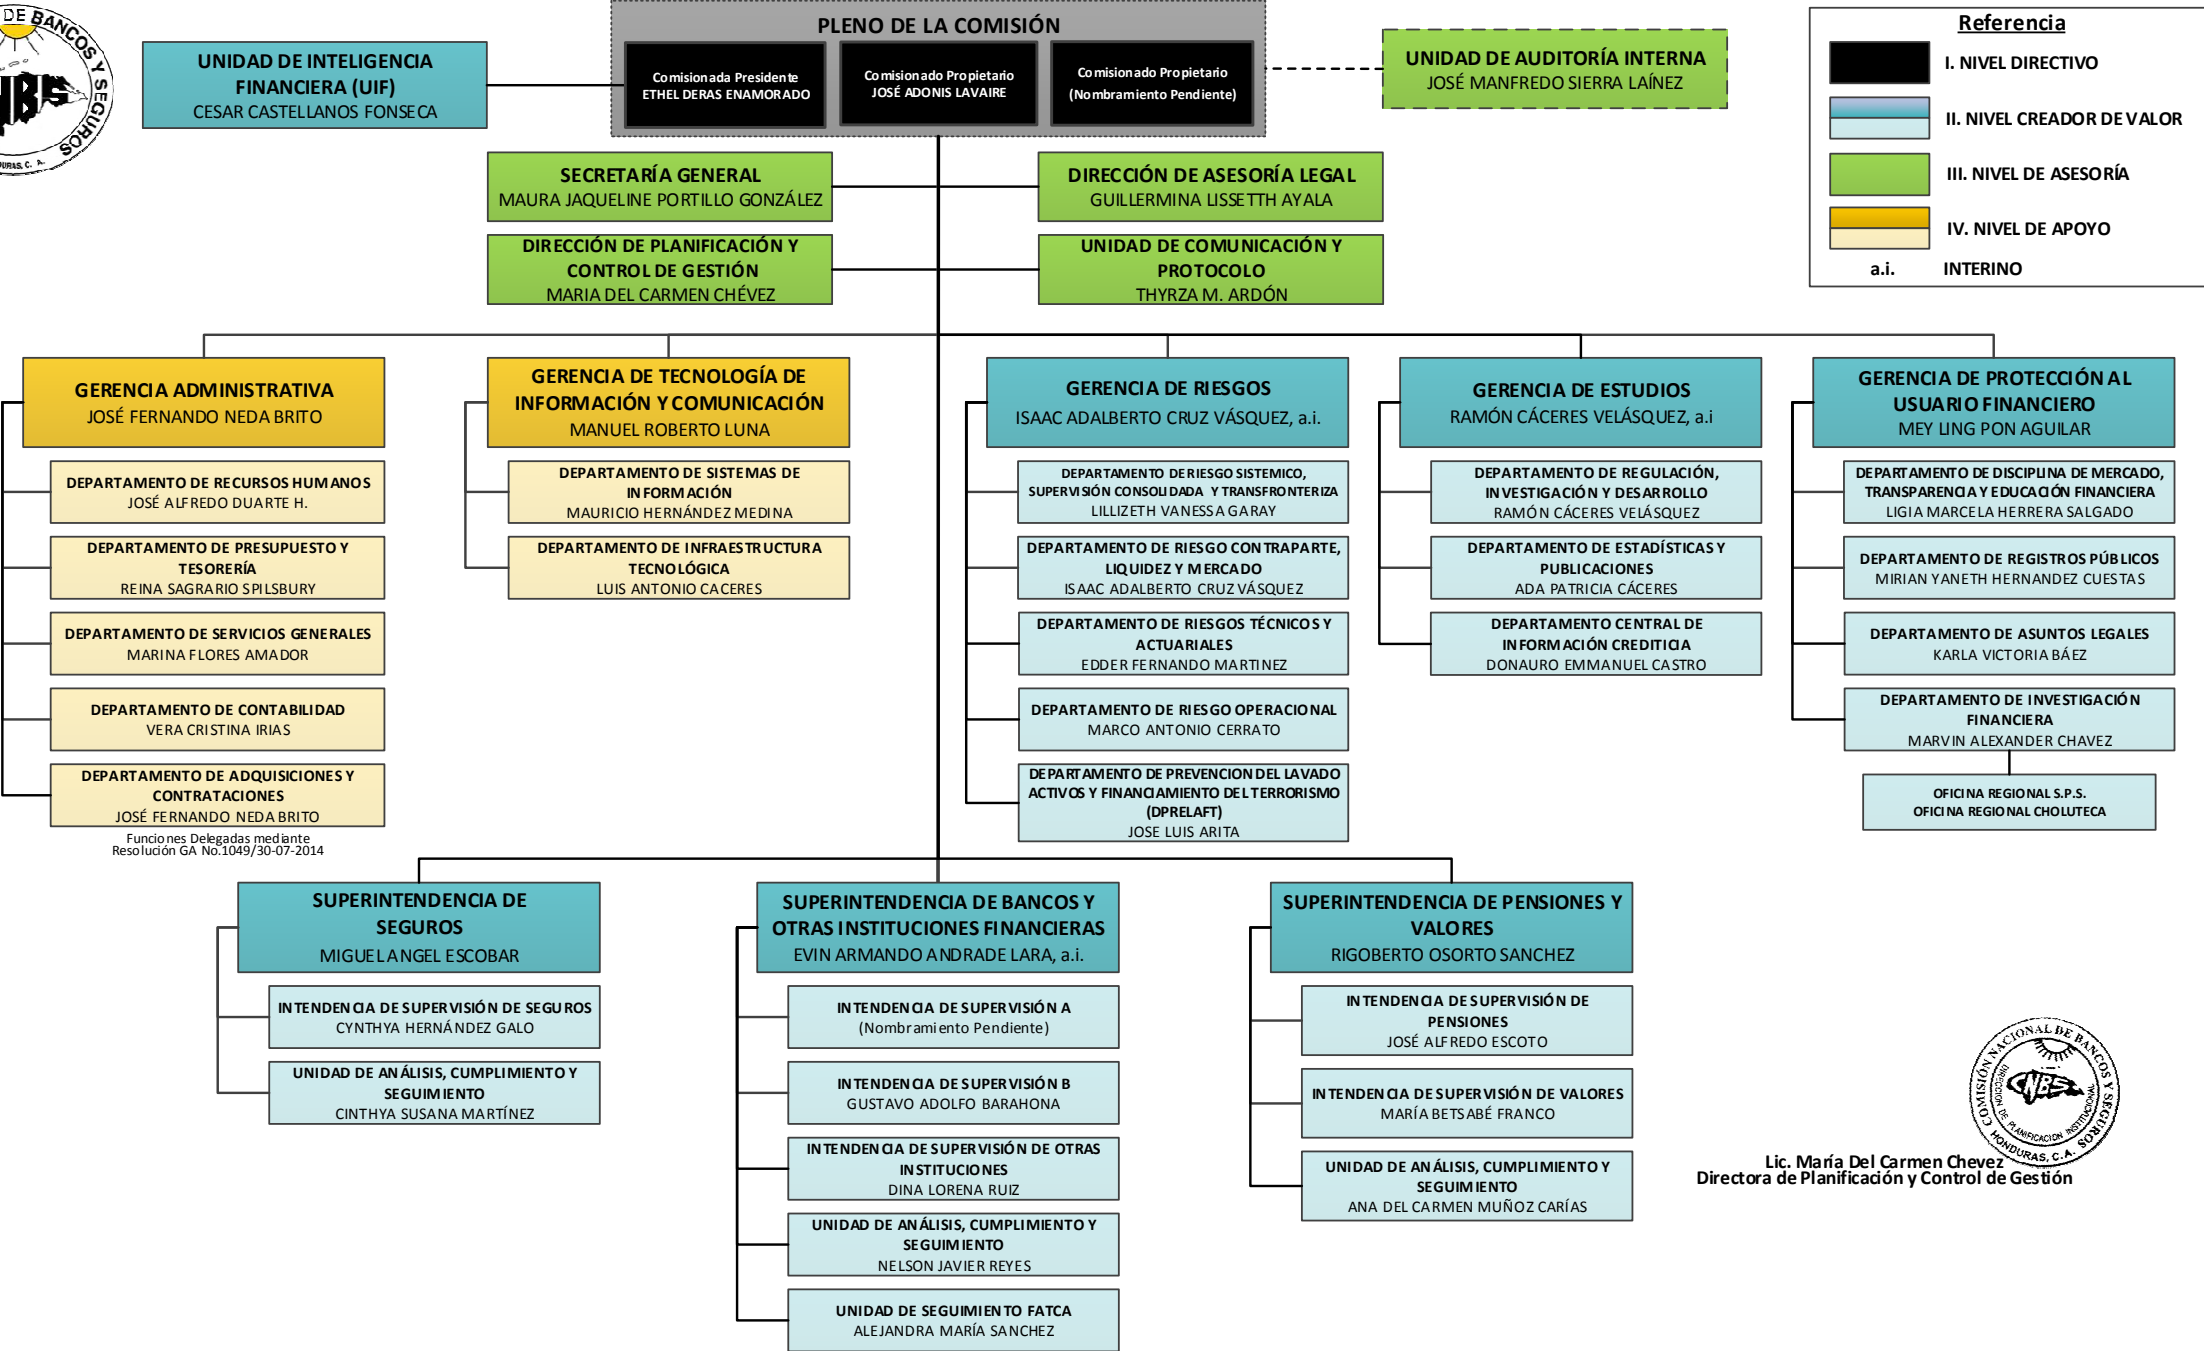 DE BANCOS Y SEGUROS
PLENO DE LA COMISIÓN
UNIDAD DE INTELIGENCIA
FINANCIERA (UIF)
CESAR CASTELLANOS FONSECA
Comisionada Presidente
ETHEL DERAS ENAMORADO
Comisionado Propietario
JOSÉ ADONIS LAVAIRE
Comisionado Propietario
(Nombramiento Pendiente)
UNIDAD DE AUDITORÍA INTERNA
JOSÉ MANFREDO SIERRA LAÍNEZ
Referencia
I. NIVEL DIRECTIVO
II. NIVEL CREADOR DE VALOR
III. NIVEL DE ASESORÍA
IV. NIVEL DE APOYO
a.i. INTERINO
SECRETARÍA GENERAL
MAURA JAQUELINE PORTILLO GONZÁLEZ
DIRECCIÓN DE ASESORÍA LEGAL
GUILLERMINA LISSETTH AYALA
DIRECCIÓN DE PLANIFICACIÓN Y
CONTROL DE GESTIÓN
MARIA DEL CARMEN CHÉVEZ
UNIDAD DE COMUNICACIÓN Y
PROTOCOLO
THYRZA M. ARDÓN
GERENCIA ADMINISTRATIVA
JOSÉ FERNANDO NEDA BRITO
DEPARTAMENTO DE RECURSOS HUMANOS
JOSÉ ALFREDO DUARTE H.
DEPARTAMENTO DE PRESUPUESTO Y
TESORERÍA
REINA SAGRARIO SPILSBURY
DEPARTAMENTO DE SERVICIOS GENERALES
MARINA FLORES AMADOR
DEPARTAMENTO DE CONTABILIDAD
VERA CRISTINA IRIAS
DEPARTAMENTO DE ADQUISICIONES Y
CONTRATACIONES
JOSÉ FERNANDO NEDA BRITO
Funciones Delegadas mediante
Resolución GA No.1049/30-07-2014
GERENCIA DE TECNOLOGÍA DE
INFORMACIÓN Y COMUNICACIÓN
MANUEL ROBERTO LUNA
DEPARTAMENTO DE SISTEMAS DE
INFORMACIÓN
MAURICIO HERNÁNDEZ MEDINA
DEPARTAMENTO DE INFRAESTRUCTURA
TECNOLÓGICA
LUIS ANTONIO CACERES
GERENCIA DE RIESGOS
ISAAC ADALBERTO CRUZ VÁSQUEZ, a.i.
DEPARTAMENTO DE RIESGO SISTEMICO,
SUPERVISIÓN CONSOLIDADA Y TRANSFRONTERIZA
LILLIZETH VANESSA GARAY
DEPARTAMENTO DE RIESGO CONTRAPARTE,
LIQUIDEZ Y MERCADO
ISAAC ADALBERTO CRUZ VÁSQUEZ
DEPARTAMENTO DE RIESGOS TÉCNICOS Y
ACTUARIALES
EDDER FERNANDO MARTINEZ
DEPARTAMENTO DE RIESGO OPERACIONAL
MARCO ANTONIO CERRATO
DEPARTAMENTO DE PREVENCION DEL LAVADO
ACTIVOS Y FINANCIAMIENTO DEL TERRORISMO
(DPRELAFT)
JOSE LUIS ARITA
GERENCIA DE ESTUDIOS
RAMÓN CÁCERES VELÁSQUEZ, a.i
DEPARTAMENTO DE REGULACIÓN,
INVESTIGACIÓN Y DESARROLLO
RAMÓN CÁCERES VELÁSQUEZ
DEPARTAMENTO DE ESTADÍSTICAS Y
PUBLICACIONES
ADA PATRICIA CÁCERES
DEPARTAMENTO CENTRAL DE
INFORMACIÓN CREDITICIA
DONAURO EMMANUEL CASTRO
GERENCIA DE PROTECCIÓN AL
USUARIO FINANCIERO
MEY LING PON AGUILAR
DEPARTAMENTO DE DISCIPLINA DE MERCADO,
TRANSPARENCIA Y EDUCACIÓN FINANCIERA
LIGIA MARCELA HERRERA SALGADO
DEPARTAMENTO DE REGISTROS PÚBLICOS
MIRIAN YANETH HERNANDEZ CUESTAS
DEPARTAMENTO DE ASUNTOS LEGALES
KARLA VICTORIA BÁEZ
DEPARTAMENTO DE INVESTIGACIÓN
FINANCIERA
MARVIN ALEXANDER CHAVEZ
OFICINA REGIONAL S.P.S.
OFICINA REGIONAL CHOLUTECA
SUPERINTENDENCIA DE
SEGUROS
MIGUEL ANGEL ESCOBAR
INTENDENCIA DE SUPERVISIÓN DE SEGUROS
CYNTHYA HERNÁNDEZ GALO
UNIDAD DE ANÁLISIS, CUMPLIMIENTO Y
SEGUIMIENTO
CINTHYA SUSANA MARTÍNEZ
SUPERINTENDENCIA DE BANCOS Y
OTRAS INSTITUCIONES FINANCIERAS
EVIN ARMANDO ANDRADE LARA, a.i.
INTENDENCIA DE SUPERVISIÓN A
(Nombramiento Pendiente)
INTENDENCIA DE SUPERVISIÓN B
GUSTAVO ADOLFO BARAHONA
INTENDENCIA DE SUPERVISIÓN DE OTRAS
INSTITUCIONES
DINA LORENA RUIZ
UNIDAD DE ANÁLISIS, CUMPLIMIENTO Y
SEGUIMIENTO
NELSON JAVIER REYES
UNIDAD DE SEGUIMIENTO FATCA
ALEJANDRA MARÍA SANCHEZ
SUPERINTENDENCIA DE PENSIONES Y
VALORES
RIGOBERTO OSORTO SANCHEZ
INTENDENCIA DE SUPERVISIÓN DE
PENSIONES
JOSÉ ALFREDO ESCOTO
INTENDENCIA DE SUPERVISIÓN DE VALORES
MARÍA BETSABÉ FRANCO
UNIDAD DE ANÁLISIS, CUMPLIMIENTO Y
SEGUIMIENTO
ANA DEL CARMEN MUÑOZ CARÍAS
COMISIÓN NACIONAL DE BANCOS Y SEGUROS
DIRECCION DE PLANIFICACION INSTITUCIONAL
CNBS
HONDURAS, C.A.
Lic. María Del Carmen Chevez
Directora de Planificación y Control de Gestión